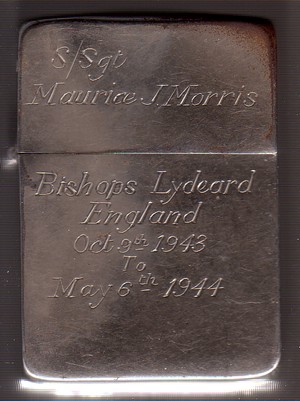 S/Sgt
Maurice J, Morris
Bishops Lydeard
England
Oct 9th 1943
To
May 6th 1944